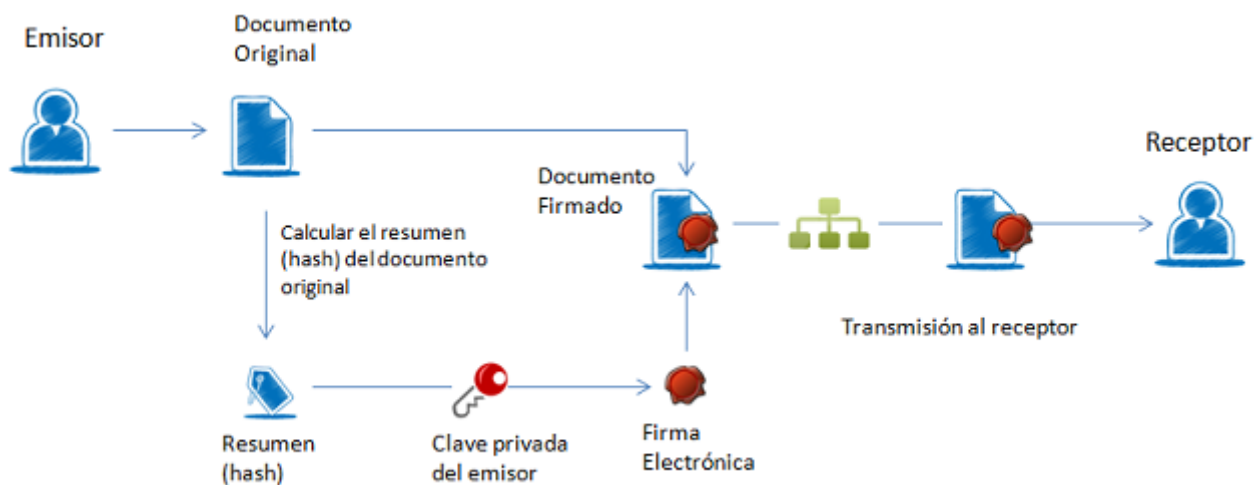 Emisor
Documento
Original
Receptor
Documento
Firmado
Calcular el resumen
(hash) del documento
original
Transmisión al receptor
Resumen
(hash)
Clave privada
del emisor
Firma
Electrónica